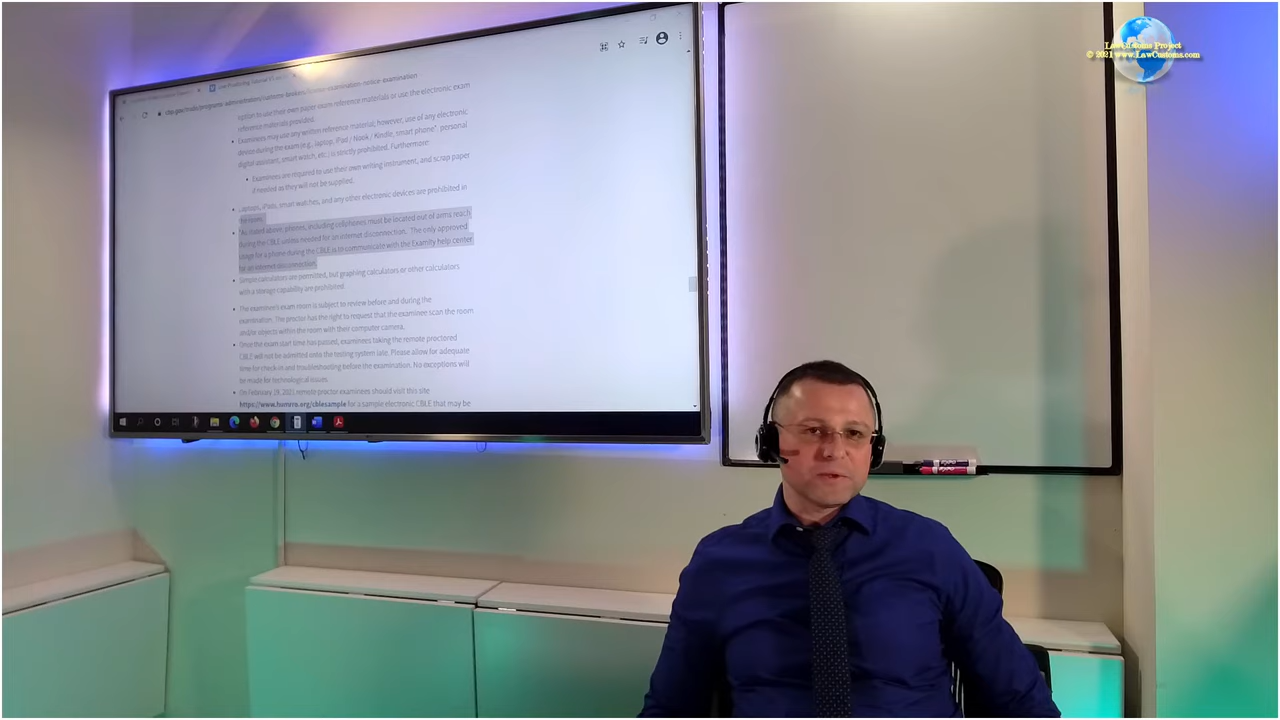 LawCustoms Project
© 2021 www.LawCustoms.com
option to use their own paper exam reference materials or use the electronic exam
reference materials provided.
Examinees may use any written reference material; however, use of any electronic
device during the exam (e.g., laptop, iPad / Nook / Kindle, smart phone*, personal
digital assistant, smart watch, etc.) is strictly prohibited. Furthermore
Examinees are required to use their own writing instrument, and scrap paper
if needed as they will not be supplied.
Laptops, iPads, smart watches, and any other electronic devices are prohibited in
the room.
*As stated above, phones, including cellphones must be located out of arms reach
during the CBLE unless needed for an internet disconnection. The only approved
usage for a phone during the CBLE is to communicate with the Examity help center
for an internet disconnection.
Simple calculators are permitted, but graphing calculators or other calculators
with a storage capability are prohibited.
The examinee's exam room is subject to review before and during the
examination. The proctor has the right to request that the examinee scan the room
and/or objects within the room with their computer camera.
Once the exam start time has passed, examinees taking the remote proctored
CBLE will not be admitted onto the testing system late. Please allow for adequate
time for check-in and troubleshooting before the examination. No exceptions will
be made for technological issues.
On February 19, 2021 remote proctor examinees should visit this site
https://www.humrro.org/cblesample for a sample electronic CBLE that may be